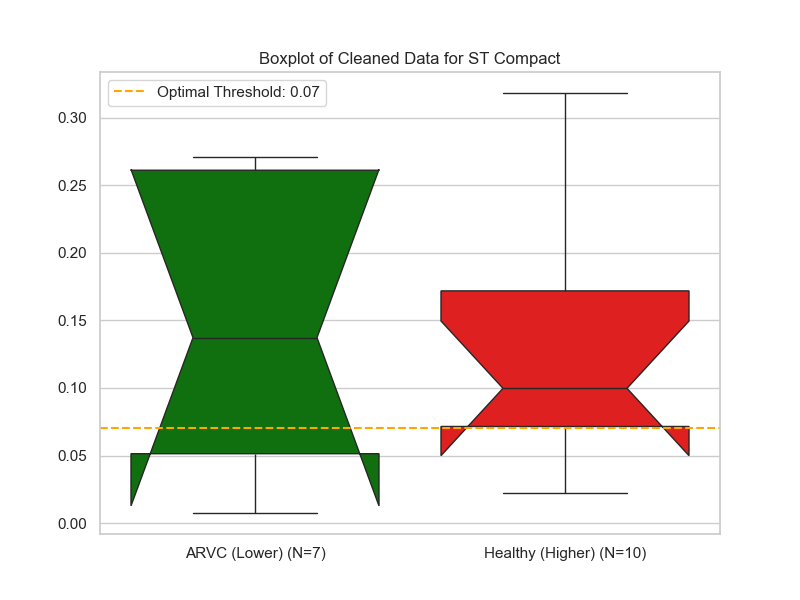 Boxplot of Cleaned Data for ST Compact
Optimal Threshold: 0.07
0.30
0.25
0.20
0.15
0.10
0.05
0.00
ARVC (Lower) (N=7)
Healthy (Higher) (N=10)